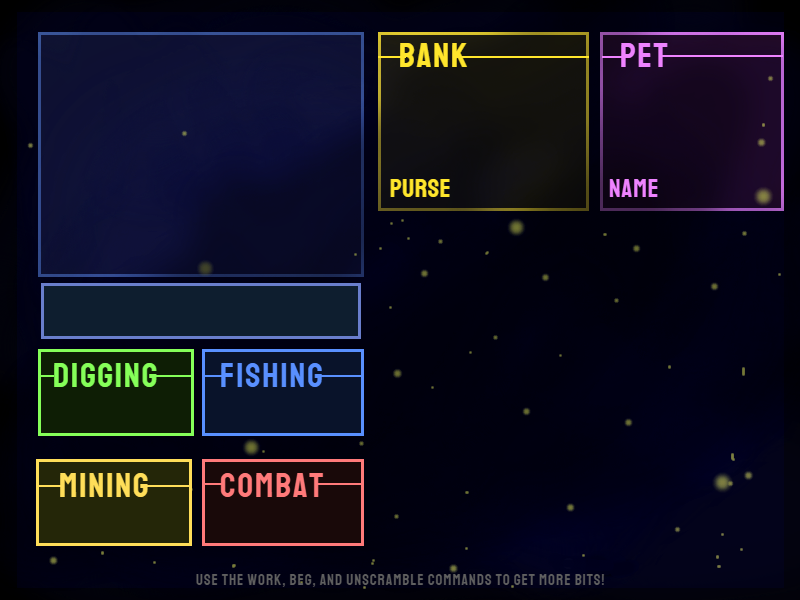 BANK
PET
PURSE
NAME
DIGGING
FISHING
MINING
COMBAT
USE THE WORK, BEG, AND UNSCRAMBLE COMMANDS TO GET MORE BITS!